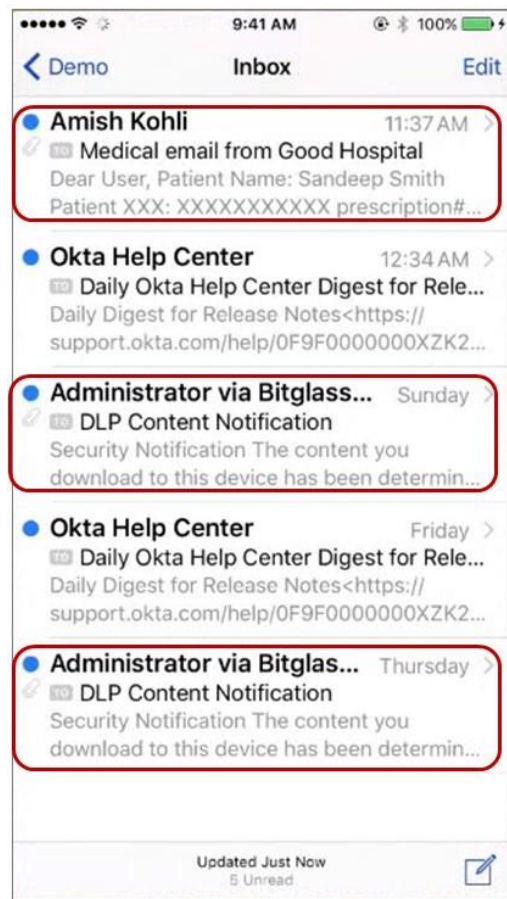 9:41 AM 100%
Demo Inbox Edit
Amish Kohli 11:37 AM
TO Medical email from Good Hospital
Dear User, Patient Name: Sandeep Smith
Patient XXX: XXXXXXXXXXX prescription#...
Okta Help Center 12:34 AM
TO Daily Okta Help Center Digest for Rele...
Daily Digest for Release Notes<https://
support.okta.com/help/0F9F0000000XZK2...
Administrator via Bitglass... Sunday
TO DLP Content Notification
Security Notification The content you
download to this device has been determin...
Okta Help Center Friday
TO Daily Okta Help Center Digest for Rele...
Daily Digest for Release Notes<https://
support.okta.com/help/0F9F0000000XZK2...
Administrator via Bitglas... Thursday
TO DLP Content Notification
Security Notification The content you
download to this device has been determin...
Updated Just Now
5 Unread